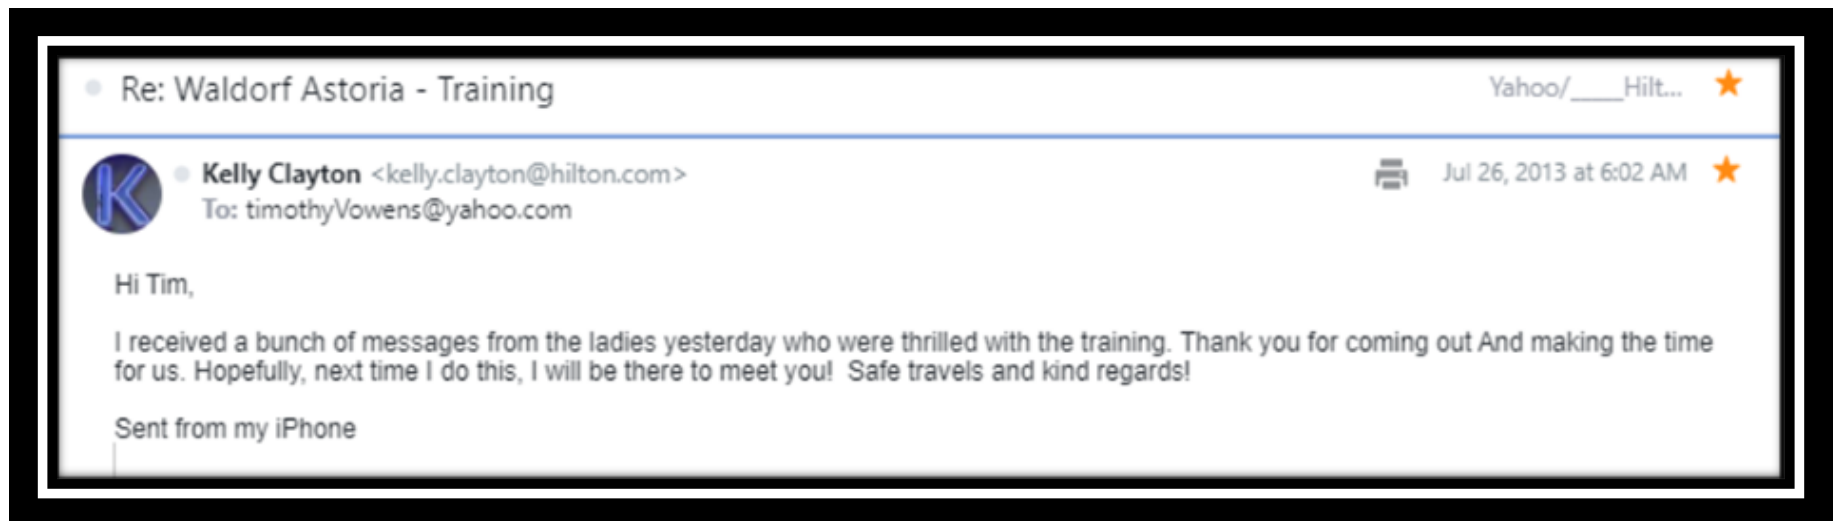 Re: Waldorf Astoria - Training
Yahoo/____Hilt...
K
Kelly Clayton <kelly.clayton@hilton.com>
Jul 26, 2013 at 6:02 AM
To: timothyVowens@yahoo.com
Hi Tim,
I received a bunch of messages from the ladies yesterday who were thrilled with the training. Thank you for coming out And making the time
for us. Hopefully, next time I do this, I will be there to meet you!  Safe travels and kind regards!
Sent from my iPhone